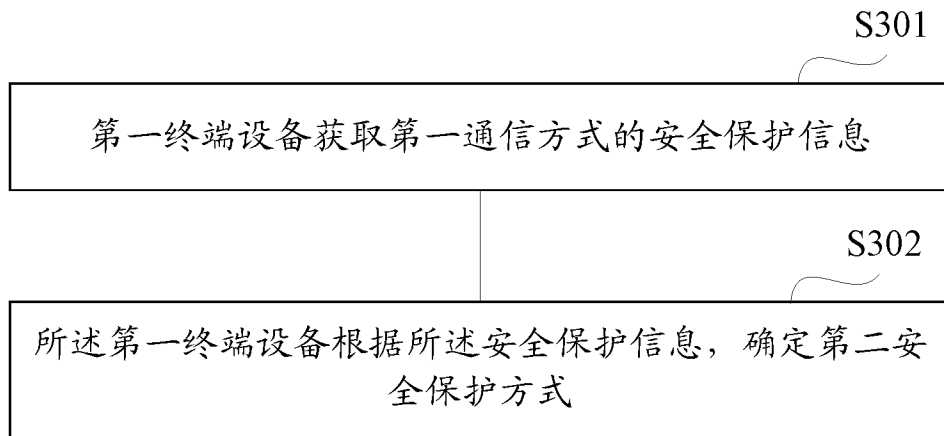 S301
第一终端设备获取第一通信方式的安全保护信息
S302
所述第一终端设备根据所述安全保护信息，确定第二安
全保护方式